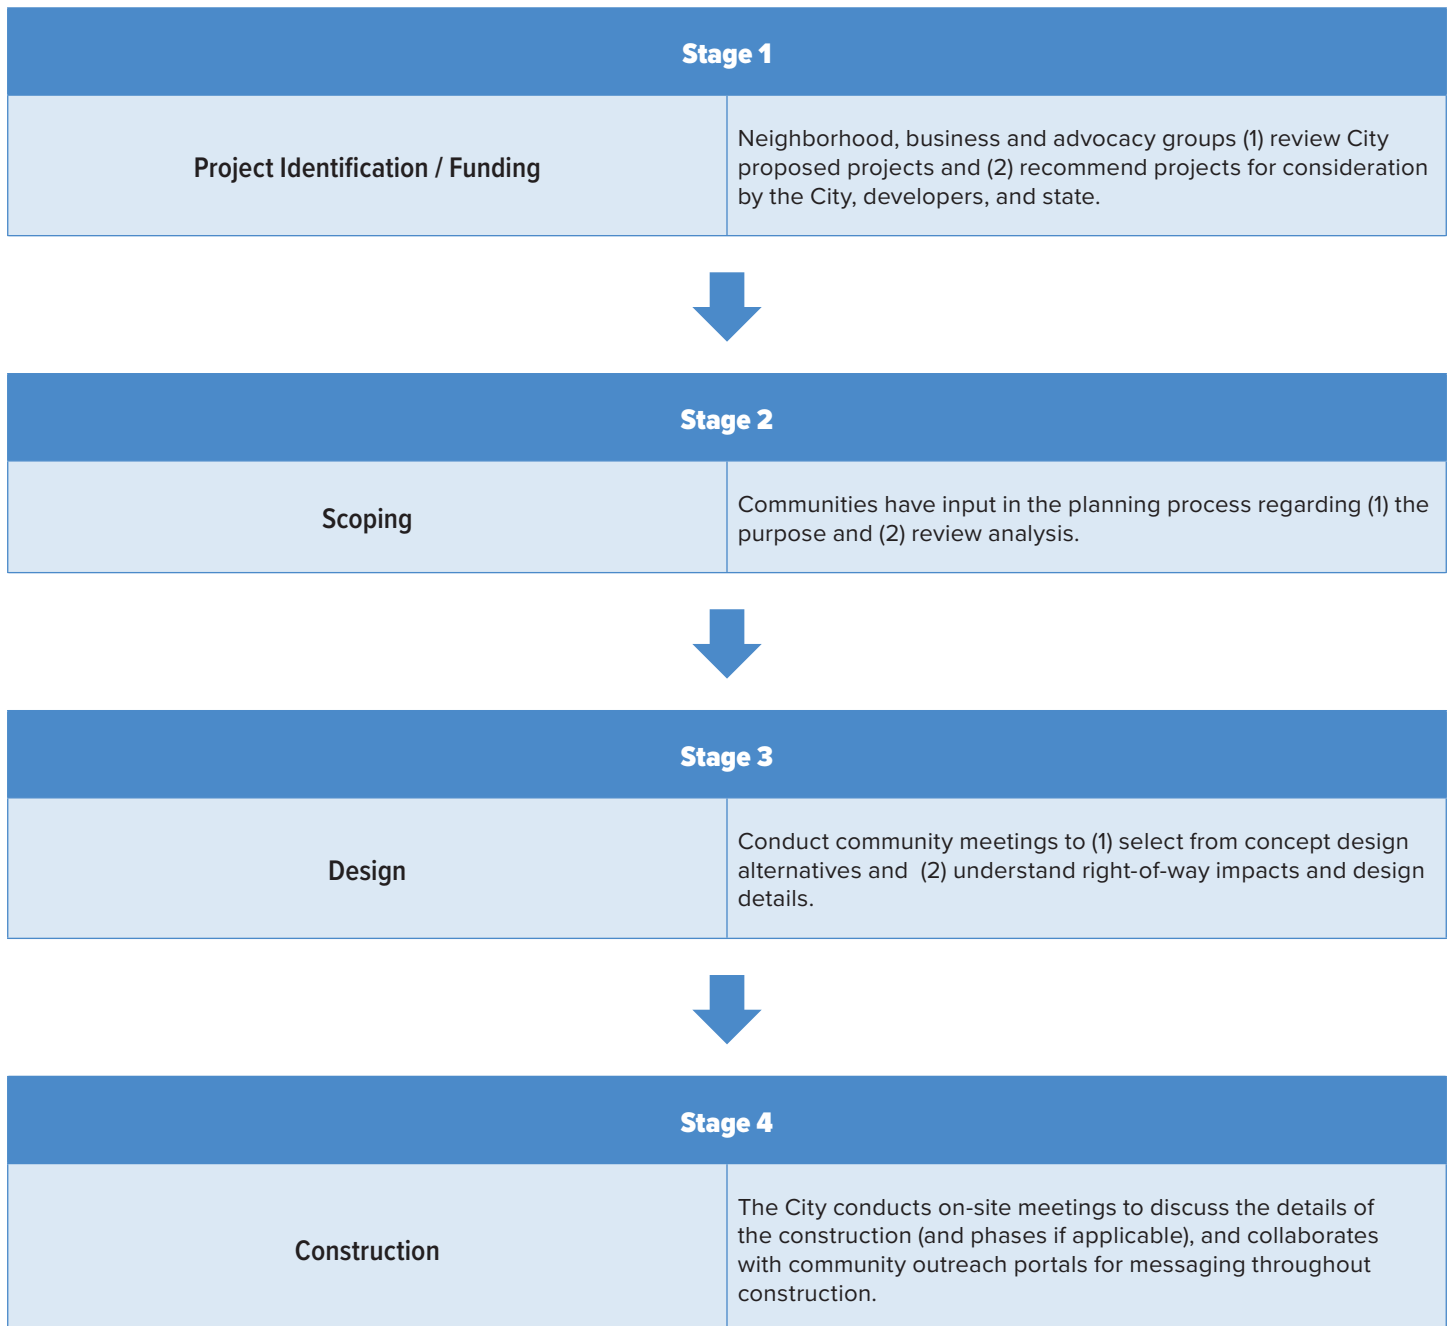 Stage 1
Project Identification / Funding
Neighborhood, business and advocacy groups (1) review City
proposed projects and (2) recommend projects for consideration
by the City, developers, and state.
Stage 2
Scoping
Communities have input in the planning process regarding (1) the
purpose and (2) review analysis.
Stage 3
Design
Conduct community meetings to (1) select from concept design
alternatives and  (2) understand right-of-way impacts and design
details.
Stage 4
Construction
The City conducts on-site meetings to discuss the details of
the construction (and phases if applicable), and collaborates
with community outreach portals for messaging throughout
construction.